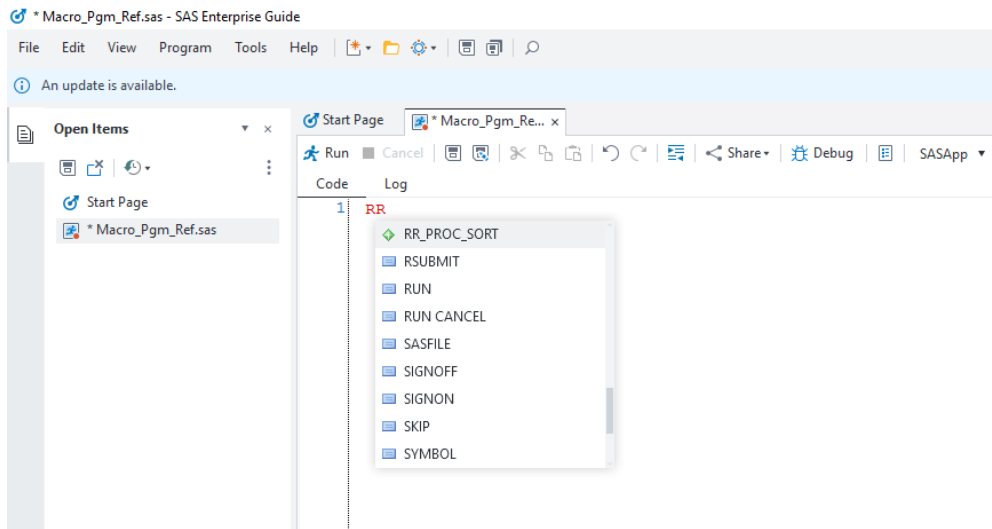 * Macro_Pgm_Ref.sas - SAS Enterprise Guide
File Edit View Program Tools Help
An update is available.
Open Items
Start Page
* Macro_Pgm_Ref.sas
Start Page * Macro_Pgm_Re... ×
Run Cancel Share Debug SASApp
Code Log
1 RR
RR_PROC_SORT
RSUBMIT
RUN
RUN CANCEL
SASFILE
SIGNOFF
SIGNON
SKIP
SYMBOL